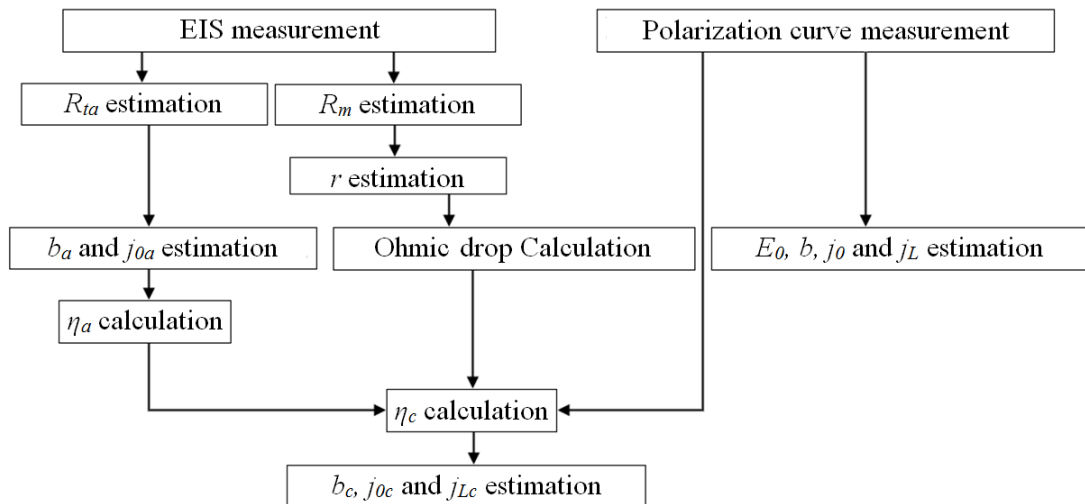 EIS measurement
Polarization curve measurement
Rta estimation
Rm estimation
r estimation
ba and j0a estimation
Ohmic drop Calculation
E0, b, j0 and jL estimation
ηa calculation
ηc calculation
bc, j0c and jLc estimation